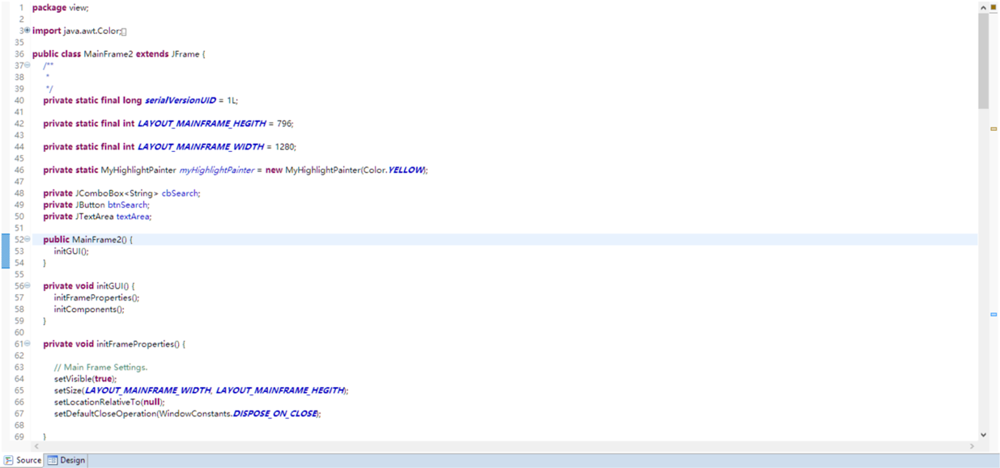 1 package view;
2
3 import java.awt.Color;
35
36 public class MainFrame2 extends JFrame {
37 /**
38 *
39 */
40 private static final long serialVersionUID = 1L;
41
42 private static final int LAYOUT_MAINFRAME_HEGITH = 796;
43
44 private static final int LAYOUT_MAINFRAME_WIDTH = 1280;
45
46 private static MyHighlightPainter myHighlightPainter = new MyHighlightPainter(Color.YELLOW);
47
48 private JComboBox<String> cbSearch;
49 private JButton btnSearch;
50 private JTextArea textArea;
51
52 public MainFrame2() {
53 initGUI();
54 }
55
56 private void initGUI() {
57 initFrameProperties();
58 initComponents();
59 }
60
61 private void initFrameProperties() {
62
63 // Main Frame Settings.
64 setVisible(true);
65 setSize(LAYOUT_MAINFRAME_WIDTH, LAYOUT_MAINFRAME_HEGITH);
66 setLocationRelativeTo(null);
67 setDefaultCloseOperation(WindowConstants.DISPOSE_ON_CLOSE);
68
69 }
Source Design